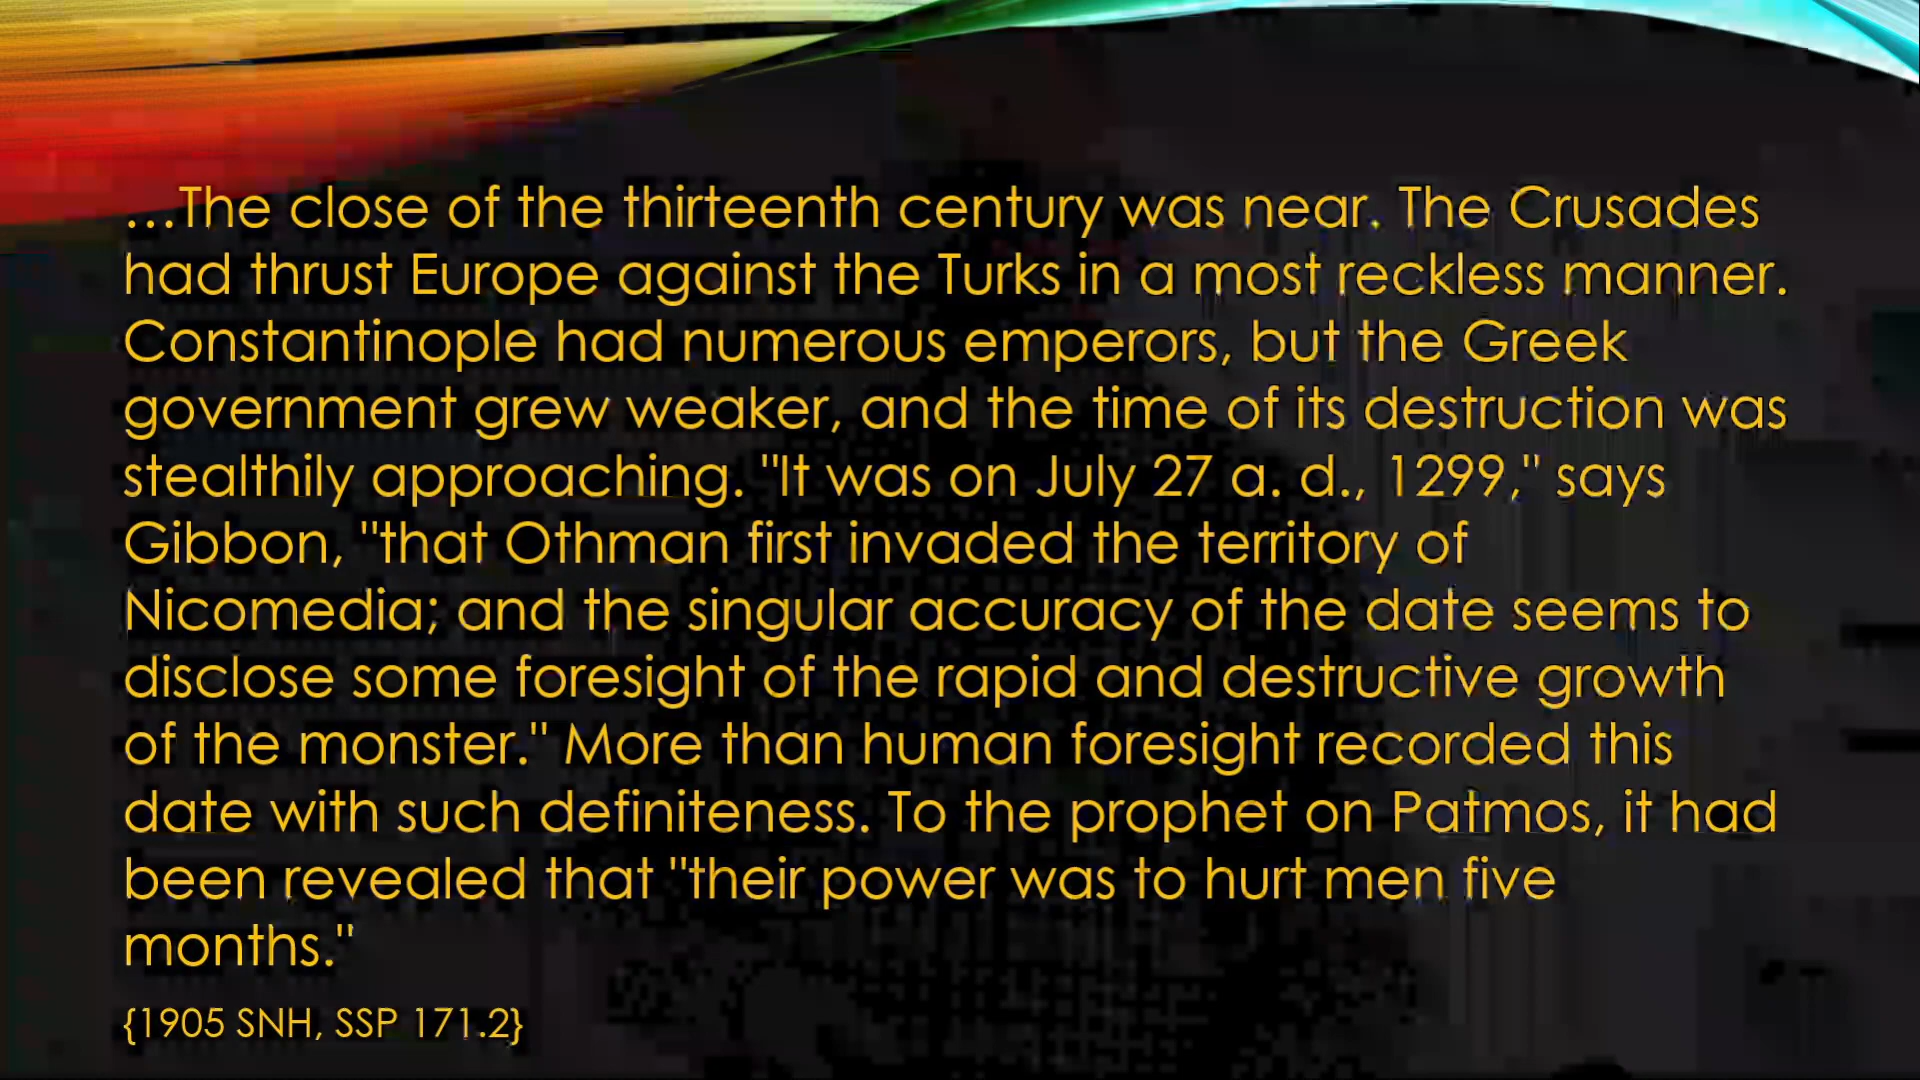 …The close of the thirteenth century was near. The Crusades
had thrust Europe against the Turks in a most reckless manner.
Constantinople had numerous emperors, but the Greek
government grew weaker, and the time of its destruction was
stealthily approaching. "It was on July 27 a. d., 1299," says
Gibbon, "that Othman first invaded the territory of
Nicomedia; and the singular accuracy of the date seems to
disclose some foresight of the rapid and destructive growth
of the monster." More than human foresight recorded this
date with such definiteness. To the prophet on Patmos, it had
been revealed that "their power was to hurt men five
months."
{1905 SNH, SSP 171.2}